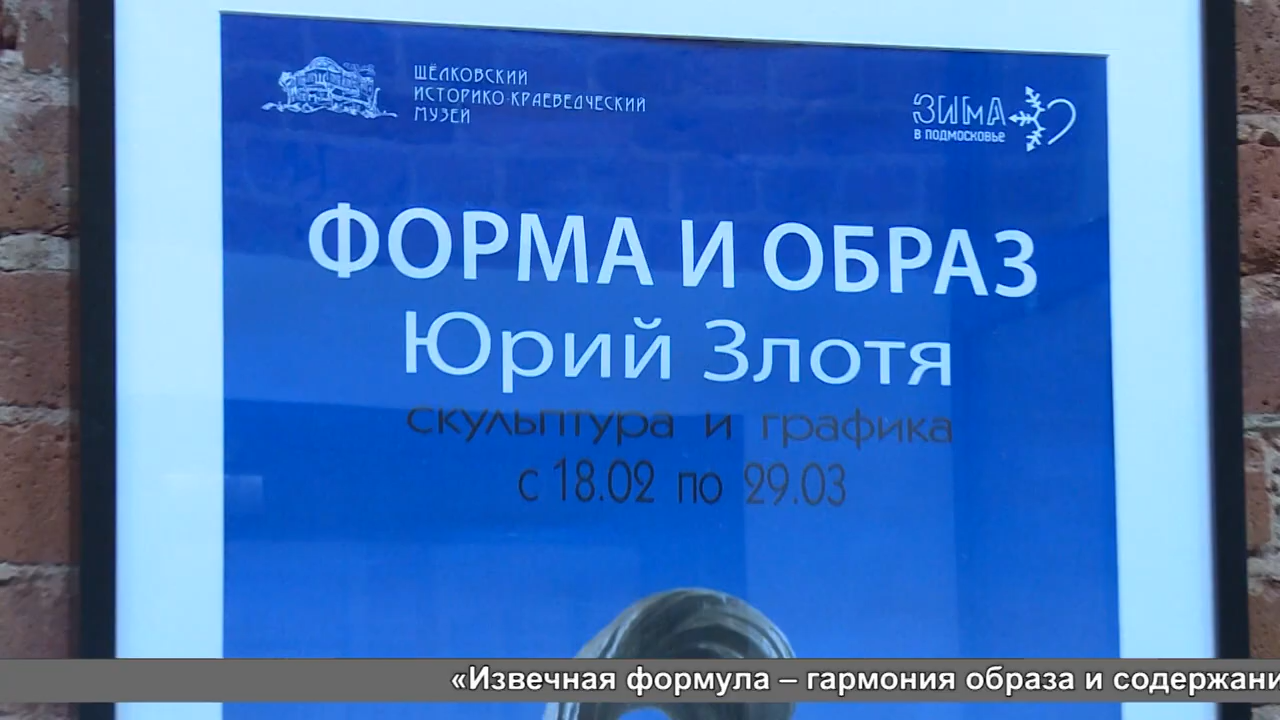 ЩЁЛКОВСКИЙ
ИСТОРИКО-КРАЕВЕДЧЕСКИЙ
МУЗЕЙ
ЗИМА
В ПОДМОСКОВЬЕ
ФОРМА И ОБРАЗ
Юрий Злотя
скульптура и графика
с 18.02 по 29.03
«Извечная формула – гармония образа и содержани